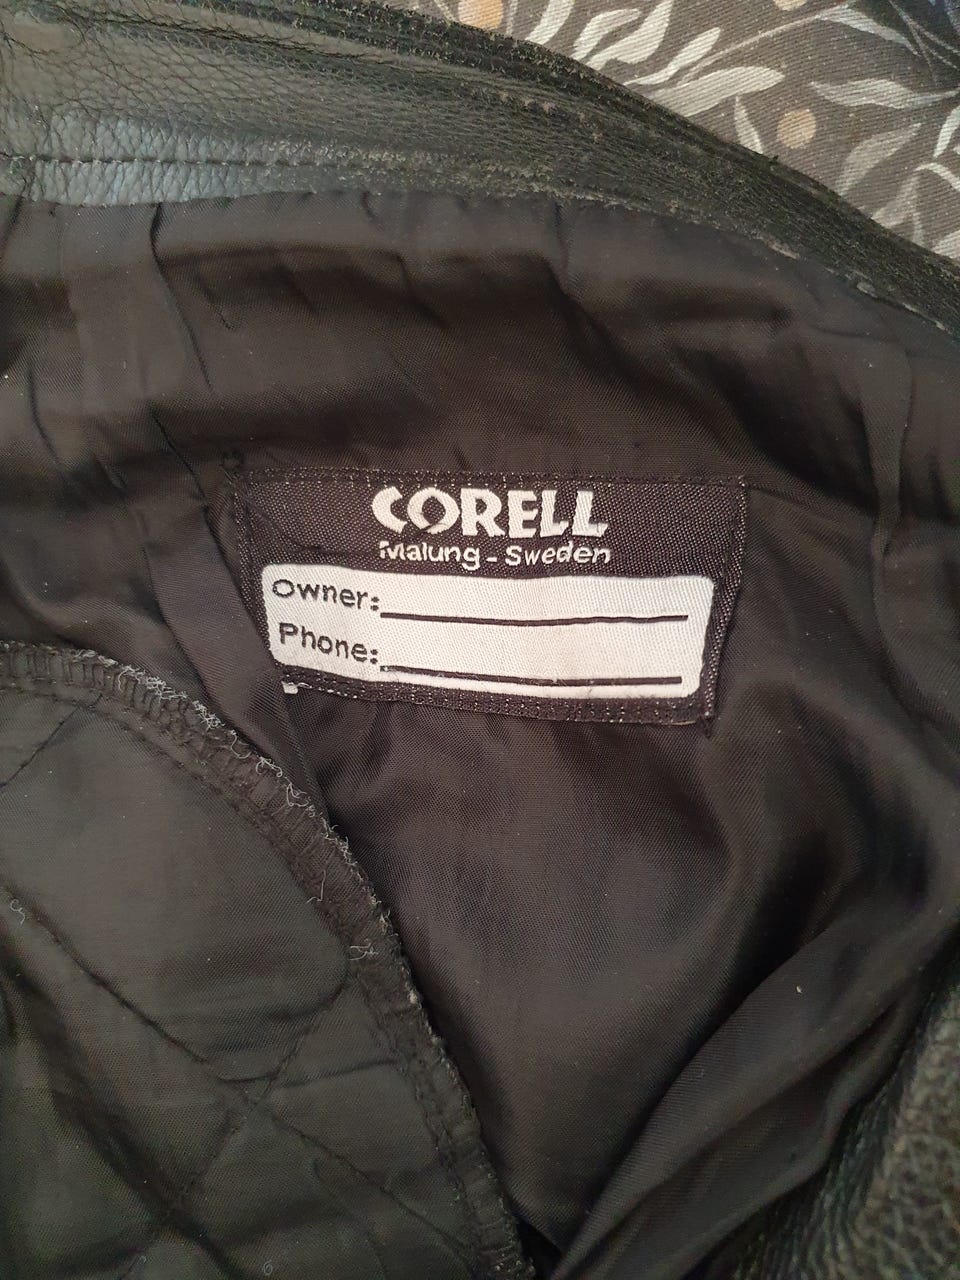 CORELL
Malung - Sweden
Owner:
Phone: